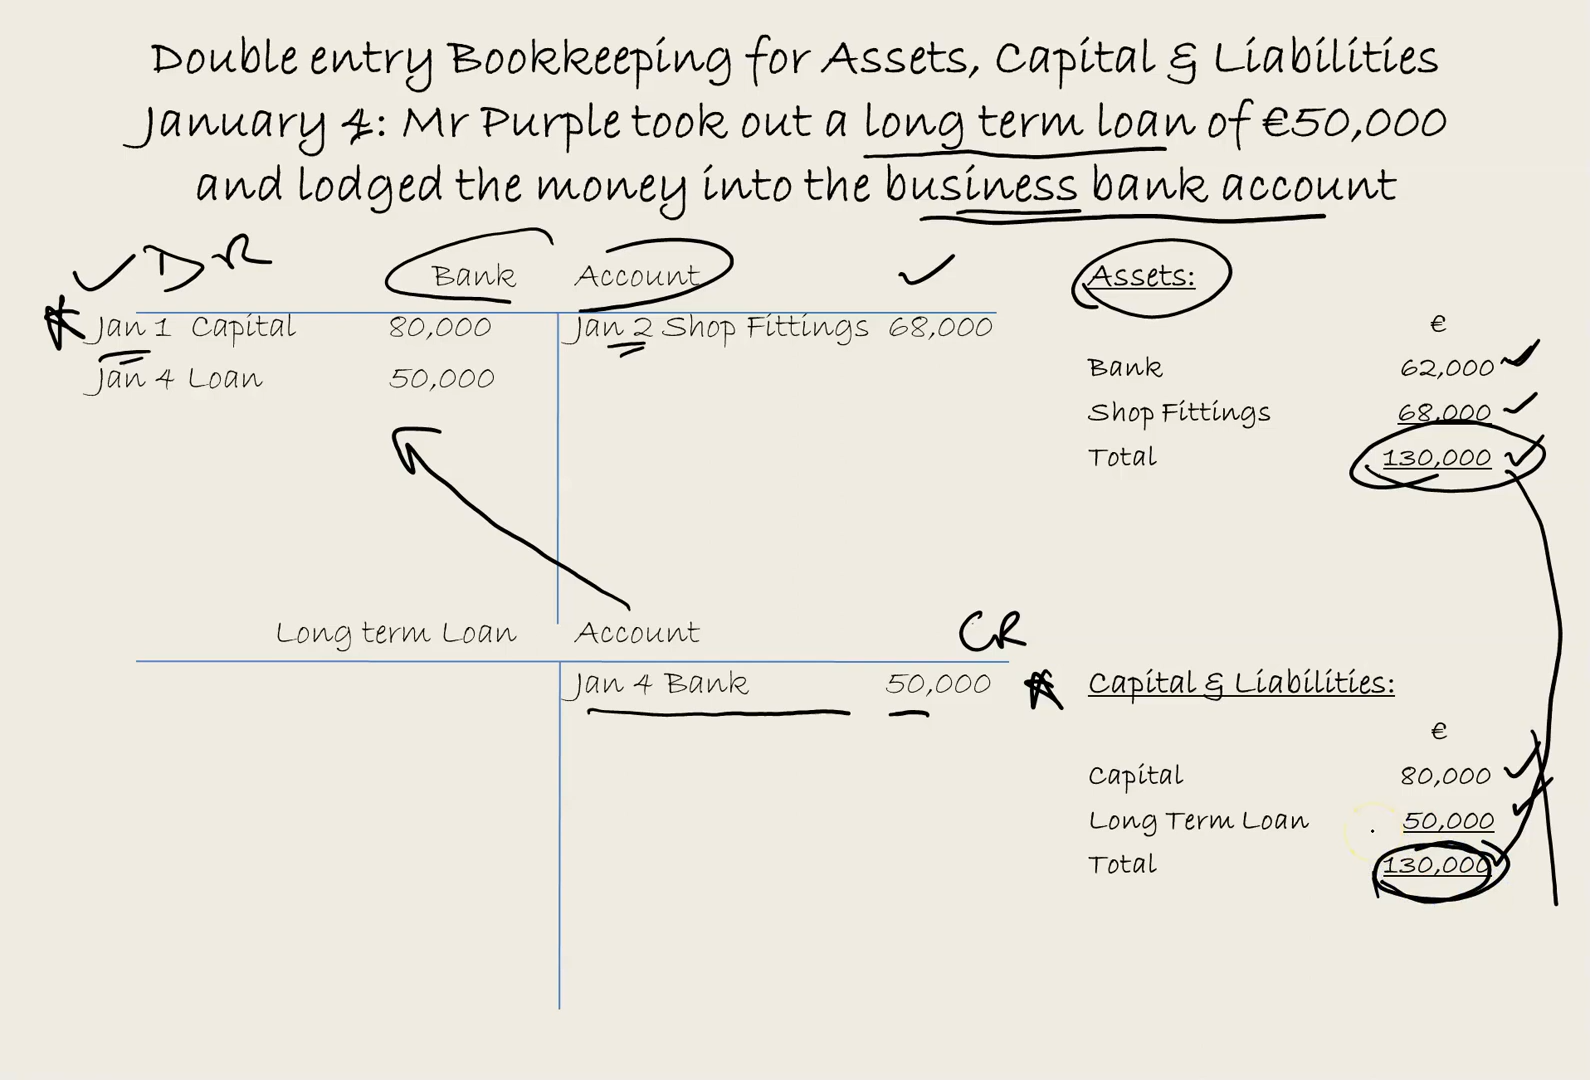 Double entry Bookkeeping for Assets, Capital & Liabilities
January 4: Mr Purple took out a long term loan of €50,000
and lodged the money into the business bank account
DR
Bank Account
Jan 1 Capital 80,000 Jan 2 Shop Fittings 68,000
Jan 4 Loan 50,000
Assets:
€
Bank 62,000
Shop Fittings 68,000
Total 130,000
Long term Loan Account
CR
Jan 4 Bank 50,000
Capital & Liabilities:
€
Capital 80,000
Long Term Loan 50,000
Total 130,000